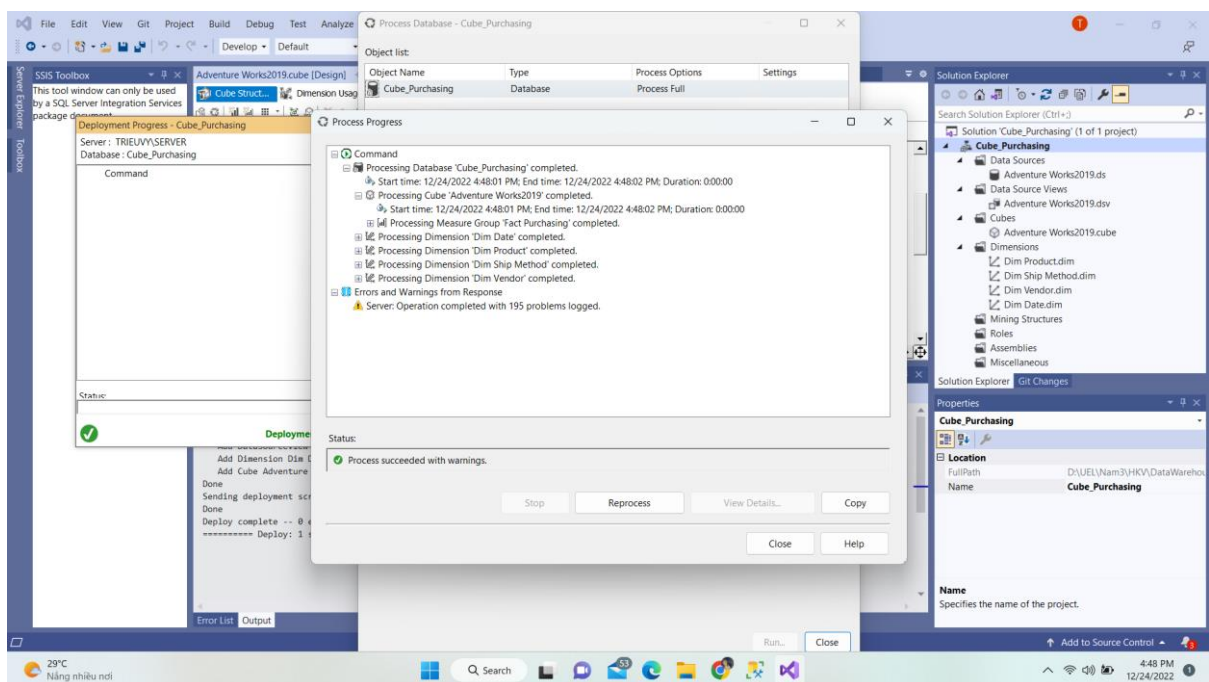 File Edit View Git Project Build Debug Test Analyze
Process Database - Cube_Purchasing
Develop Default
Object list:
Object Name Type Process Options Settings
Cube_Purchasing Database Process Full
SSIS Toolbox
This tool window can only be used
by a SQL Server Integration Services
Server Explorer
Toolbox
Adventure Works2019.cube [Design]
Cube Struct... Dimension Usag
Deployment Progress - Cube_Purchasing
Server : TRIEUVY\SERVER
Database : Cube_Purchasing
Command
Status:
Deployme
Process Progress
Command
Processing Database 'Cube_Purchasing' completed.
Start time: 12/24/2022 4:48:01 PM; End time: 12/24/2022 4:48:02 PM; Duration: 0:00:00
Processing Cube 'Adventure Works2019' completed.
Start time: 12/24/2022 4:48:01 PM; End time: 12/24/2022 4:48:02 PM; Duration: 0:00:00
Processing Measure Group 'Fact Purchasing' completed.
Processing Dimension 'Dim Date' completed.
Processing Dimension 'Dim Product' completed.
Processing Dimension 'Dim Ship Method' completed.
Processing Dimension 'Dim Vendor' completed.
Errors and Warnings from Response
Server: Operation completed with 195 problems logged.
Status:
Process succeeded with warnings.
Stop Reprocess View Details... Copy
Close Help
Run... Close
Add Dimension Dim D
Add Cube Adventure
Done
Sending deployment scr
Done
Deploy complete -- 0 e
========== Deploy: 1 s
Error List Output
Solution Explorer
Search Solution Explorer (Ctrl+;)
Solution 'Cube_Purchasing' (1 of 1 project)
Cube_Purchasing
Data Sources
Adventure Works2019.ds
Data Source Views
Adventure Works2019.dsv
Cubes
Adventure Works2019.cube
Dimensions
Dim Product.dim
Dim Ship Method.dim
Dim Vendor.dim
Dim Date.dim
Mining Structures
Roles
Assemblies
Miscellaneous
Solution Explorer Git Changes
Properties
Cube_Purchasing
Location
FullPath D:\UEL\Nam3\HKV\DataWarehou
Name Cube_Purchasing
Name
Specifies the name of the project.
Add to Source Control
29°C
Nắng nhiều nơi
Search
53
4:48 PM
12/24/2022
1